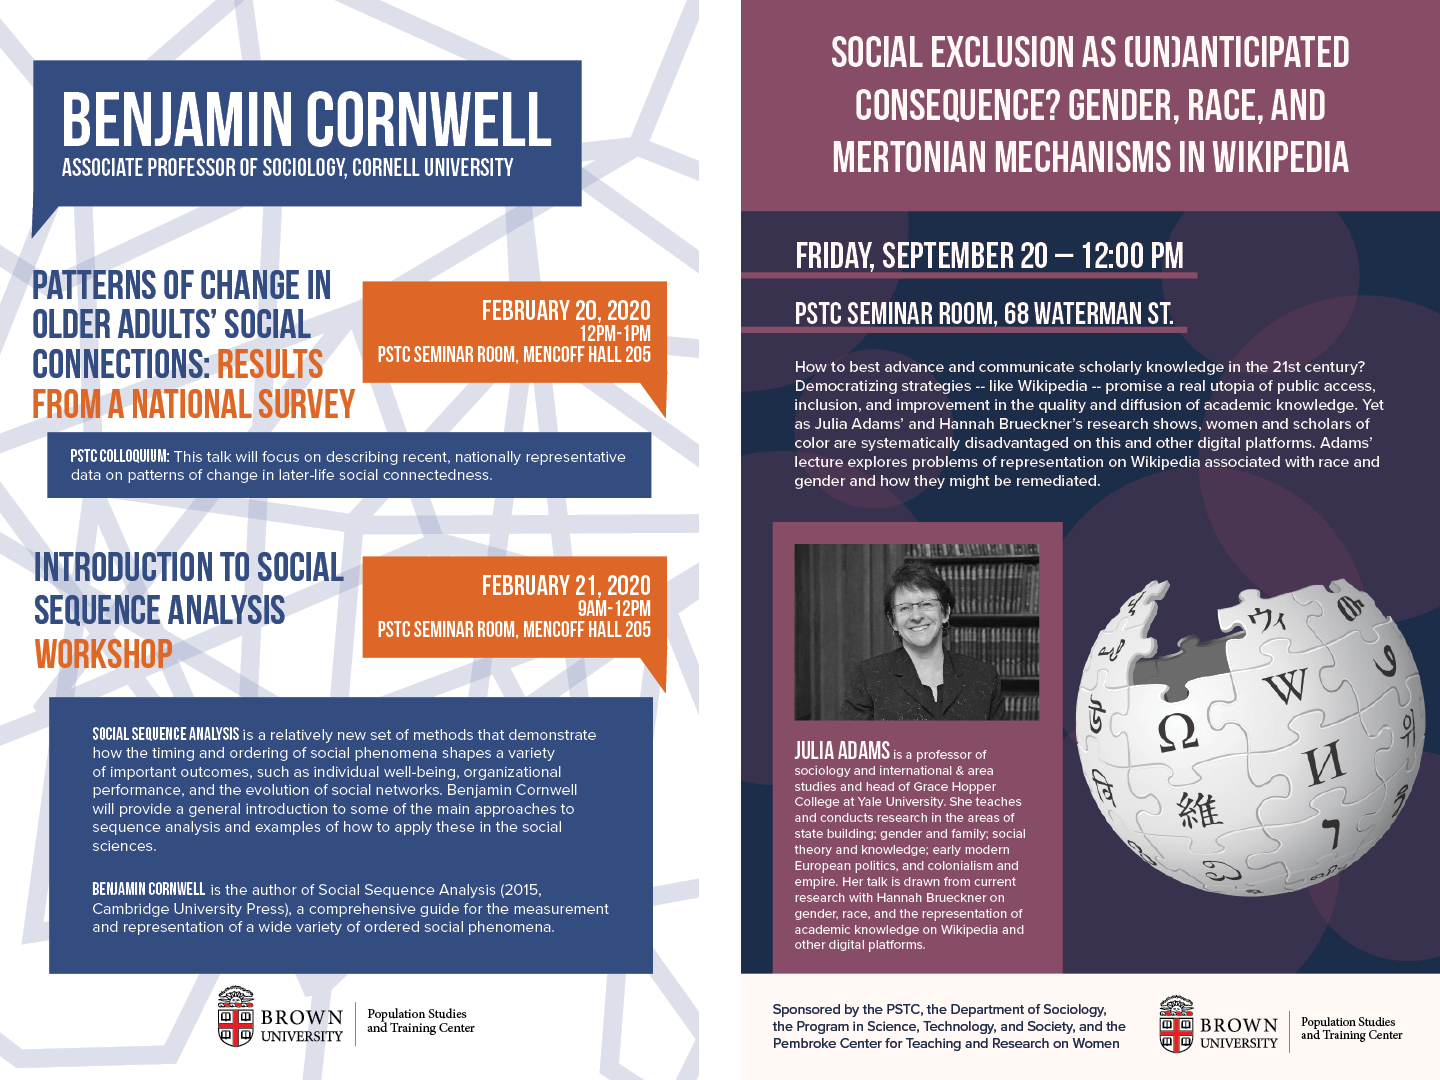 BENJAMIN CORNWELL
ASSOCIATE PROFESSOR OF SOCIOLOGY, CORNELL UNIVERSITY
PATTERNS OF CHANGE IN
OLDER ADULTS' SOCIAL
CONNECTIONS: RESULTS
FROM A NATIONAL SURVEY
FEBRUARY 20, 2020
12PM-1PM
PSTC SEMINAR ROOM, MENCOFF HALL 205
PSTC COLLOQUIUM: This talk will focus on describing recent, nationally representative
data on patterns of change in later-life social connectedness.
INTRODUCTION TO SOCIAL
SEQUENCE ANALYSIS
WORKSHOP
FEBRUARY 21, 2020
9AM-12PM
PSTC SEMINAR ROOM, MENCOFF HALL 205
SOCIAL SEQUENCE ANALYSIS is a relatively new set of methods that demonstrate
how the timing and ordering of social phenomena shapes a variety
of important outcomes, such as individual well-being, organizational
performance, and the evolution of social networks. Benjamin Cornwell
will provide a general introduction to some of the main approaches to
sequence analysis and examples of how to apply these in the social
sciences.
BENJAMIN CORNWELL is the author of Social Sequence Analysis (2015,
Cambridge University Press), a comprehensive guide for the measurement
and representation of a wide variety of ordered social phenomena.
BROWN
UNIVERSITY
Population Studies
and Training Center
SOCIAL EXCLUSION AS (UN)ANTICIPATED
CONSEQUENCE? GENDER, RACE, AND
MERTONIAN MECHANISMS IN WIKIPEDIA
FRIDAY, SEPTEMBER 20 – 12:00 PM
PSTC SEMINAR ROOM, 68 WATERMAN ST.
How to best advance and communicate scholarly knowledge in the 21st century?
Democratizing strategies -- like Wikipedia -- promise a real utopia of public access,
inclusion, and improvement in the quality and diffusion of academic knowledge. Yet
as Julia Adams' and Hannah Brueckner's research shows, women and scholars of
color are systematically disadvantaged on this and other digital platforms. Adams'
lecture explores problems of representation on Wikipedia associated with race and
gender and how they might be remediated.
JULIA ADAMS is a professor of
sociology and international & area
studies and head of Grace Hopper
College at Yale University. She teaches
and conducts research in the areas of
state building; gender and family; social
theory and knowledge; early modern
European politics, and colonialism and
empire. Her talk is drawn from current
research with Hannah Brueckner on
gender, race, and the representation of
academic knowledge on Wikipedia and
other digital platforms.
ウィ
W
Ω
И
維
7
Sponsored by the PSTC, the Department of Sociology,
the Program in Science, Technology, and Society, and the
Pembroke Center for Teaching and Research on Women
BROWN
UNIVERSITY
Population Studies
and Training Center